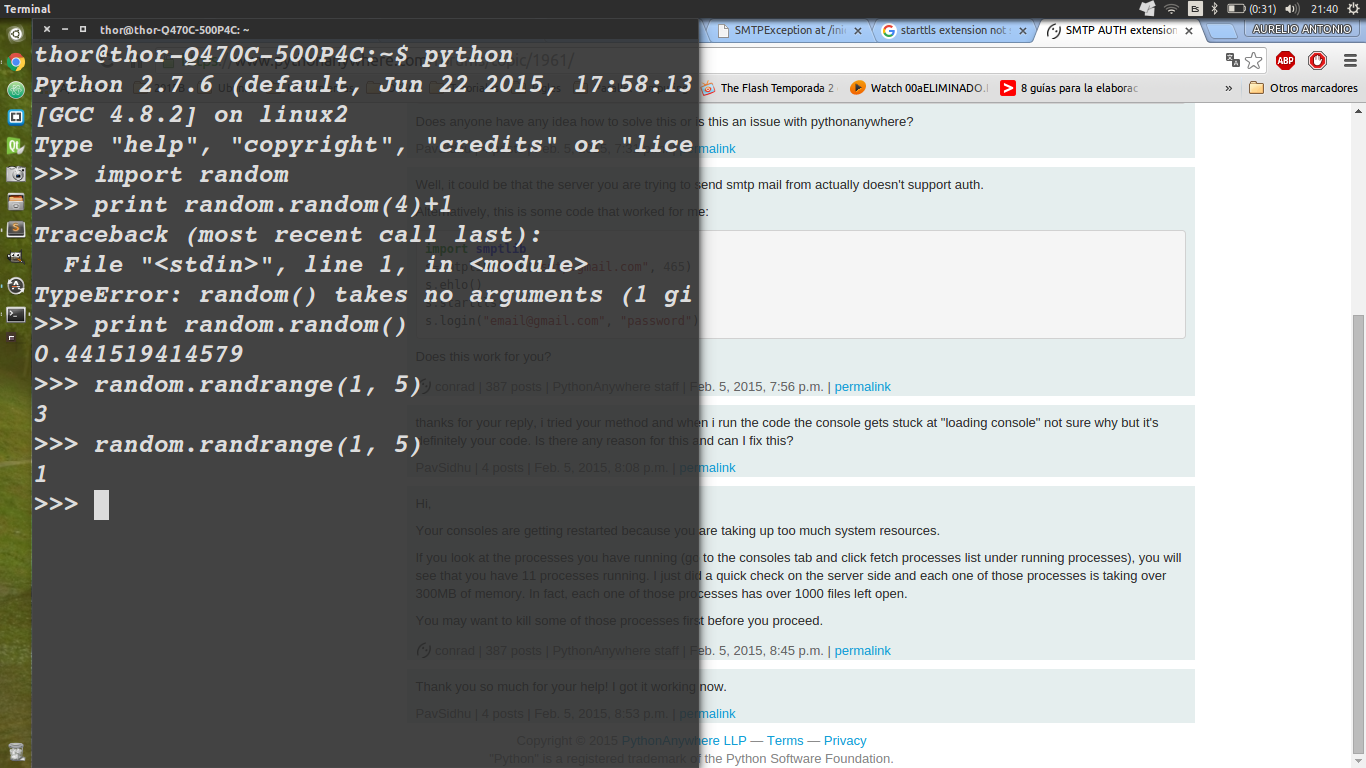 Terminal
(0:31)
Es
21:40
thor@thor-Q470C-500P4C: ~
SMTPException at /ini
starttls extension not s
SMTP AUTH extension
AURELIO ANTONIO
thor@thor-Q470C-500P4C:~$ python
Python 2.7.6 (default, Jun 22 2015, 17:58:13
[GCC 4.8.2] on linux2
Type "help", "copyright", "credits" or "lice
>>> import random
>>> print random.random(4)+1
Traceback (most recent call last):
File "<stdin>", line 1, in <module>
TypeError: random() takes no arguments (1 gi
>>> print random.random()
0.441519414579
>>> random.randrange(1, 5)
3
>>> random.randrange(1, 5)
1
>>>
ABP
The Flash Temporada 2
Watch 00aELIMINADO.
8 guías para la elaborac
»
Otros marcadores
Does anyone have any idea how to solve this or is this an issue with pythonanywhere?
permalink
Well, it could be that the server you are trying to send smtp mail from actually doesn't support auth.
Alternatively, this is some code that worked for me:
import smptlib
gmail.com", 465)
s.ehlo()
s.login("email@gmail.com", "password")
Does this work for you?
conrad | 387 posts | PythonAnywhere staff | Feb. 5, 2015, 7:56 p.m. | permalink
thanks for your reply, i tried your method and when i run the code the console gets stuck at "loading console" not sure why but it's
definitely your code. Is there any reason for this and can I fix this?
PavSidhu | 4 posts | Feb. 5, 2015, 8:08 p.m. | permalink
Hi,
Your consoles are getting restarted because you are taking up too much system resources.
If you look at the processes you have running (go to the consoles tab and click fetch processes list under running processes), you will
see that you have 11 processes running. I just did a quick check on the server side and each one of those processes is taking over
300MB of memory. In fact, each one of those processes has over 1000 files left open.
You may want to kill some of those processes first before you proceed.
conrad | 387 posts | PythonAnywhere staff | Feb. 5, 2015, 8:45 p.m. | permalink
Thank you so much for your help! I got it working now.
PavSidhu | 4 posts | Feb. 5, 2015, 8:53 p.m. | permalink
Copyright © 2015 PythonAnywhere LLP — Terms — Privacy
"Python" is a registered trademark of the Python Software Foundation.